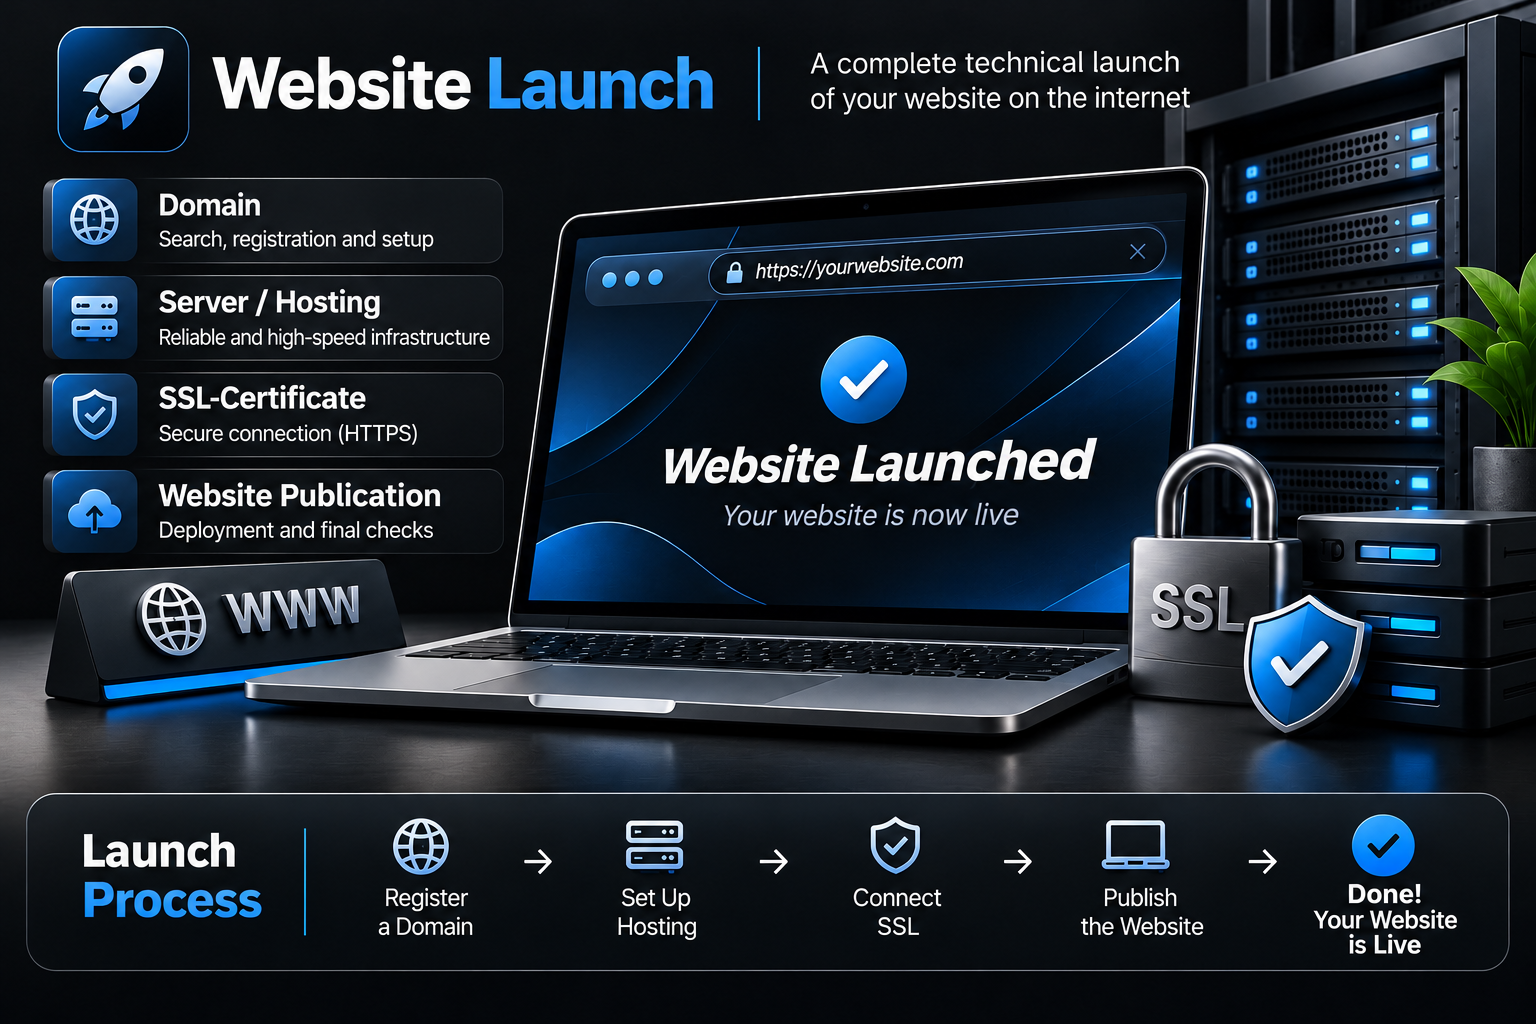 Website Launch
A complete technical launch
of your website on the internet
Domain
Search, registration and setup
Server / Hosting
Reliable and high-speed infrastructure
SSL-Certificate
Secure connection (HTTPS)
Website Publication
Deployment and final checks
https://yourwebsite.com
Website Launched
Your website is now live
WWW
SSL
Launch
Process
Register
a Domain
Set Up
Hosting
Connect
SSL
Publish
the Website
Done!
Your Website
is Live